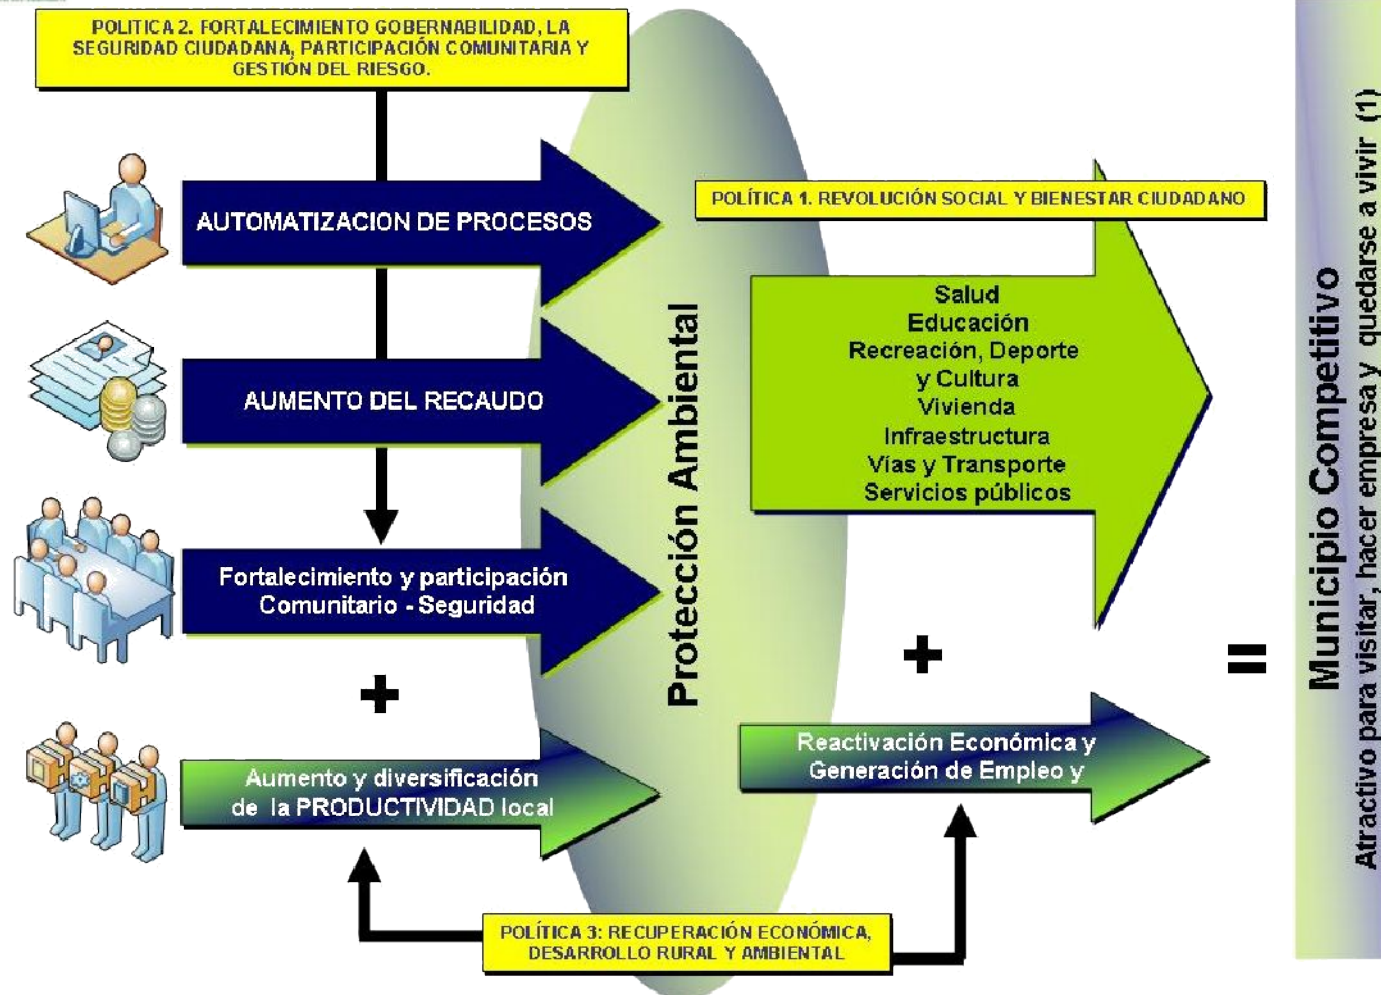 POLITICA 2. FORTALECIMIENTO GOBERNABILIDAD, LA
SEGURIDAD CIUDADANA, PARTICIPACIÓN COMUNITARIA Y
GESTIÓN DEL RIESGO.
AUTOMATIZACION DE PROCESOS
AUMENTO DEL RECAUDO
Fortalecimiento y participación
Comunitario - Seguridad
+
Aumento y diversificación
de la PRODUCTIVIDAD local
Protección Ambiental
POLÍTICA 1. REVOLUCIÓN SOCIAL Y BIENESTAR CIUDADANO
Salud
Educación
Recreación, Deporte
y Cultura
Vivienda
Infraestructura
Vías y Transporte
Servicios públicos
+
Reactivación Económica y
Generación de Empleo y
POLÍTICA 3: RECUPERACIÓN ECONÓMICA,
DESARROLLO RURAL Y AMBIENTAL
=
Municipio Competitivo
Atractivo para visitar, hacer empresa y quedarse a vivir (1)